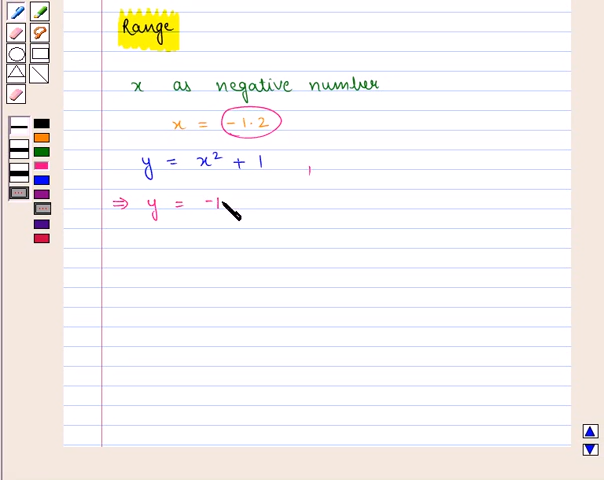 Range
x as negative number
x = -1.2
y = x² + 1
⇒ y = -1